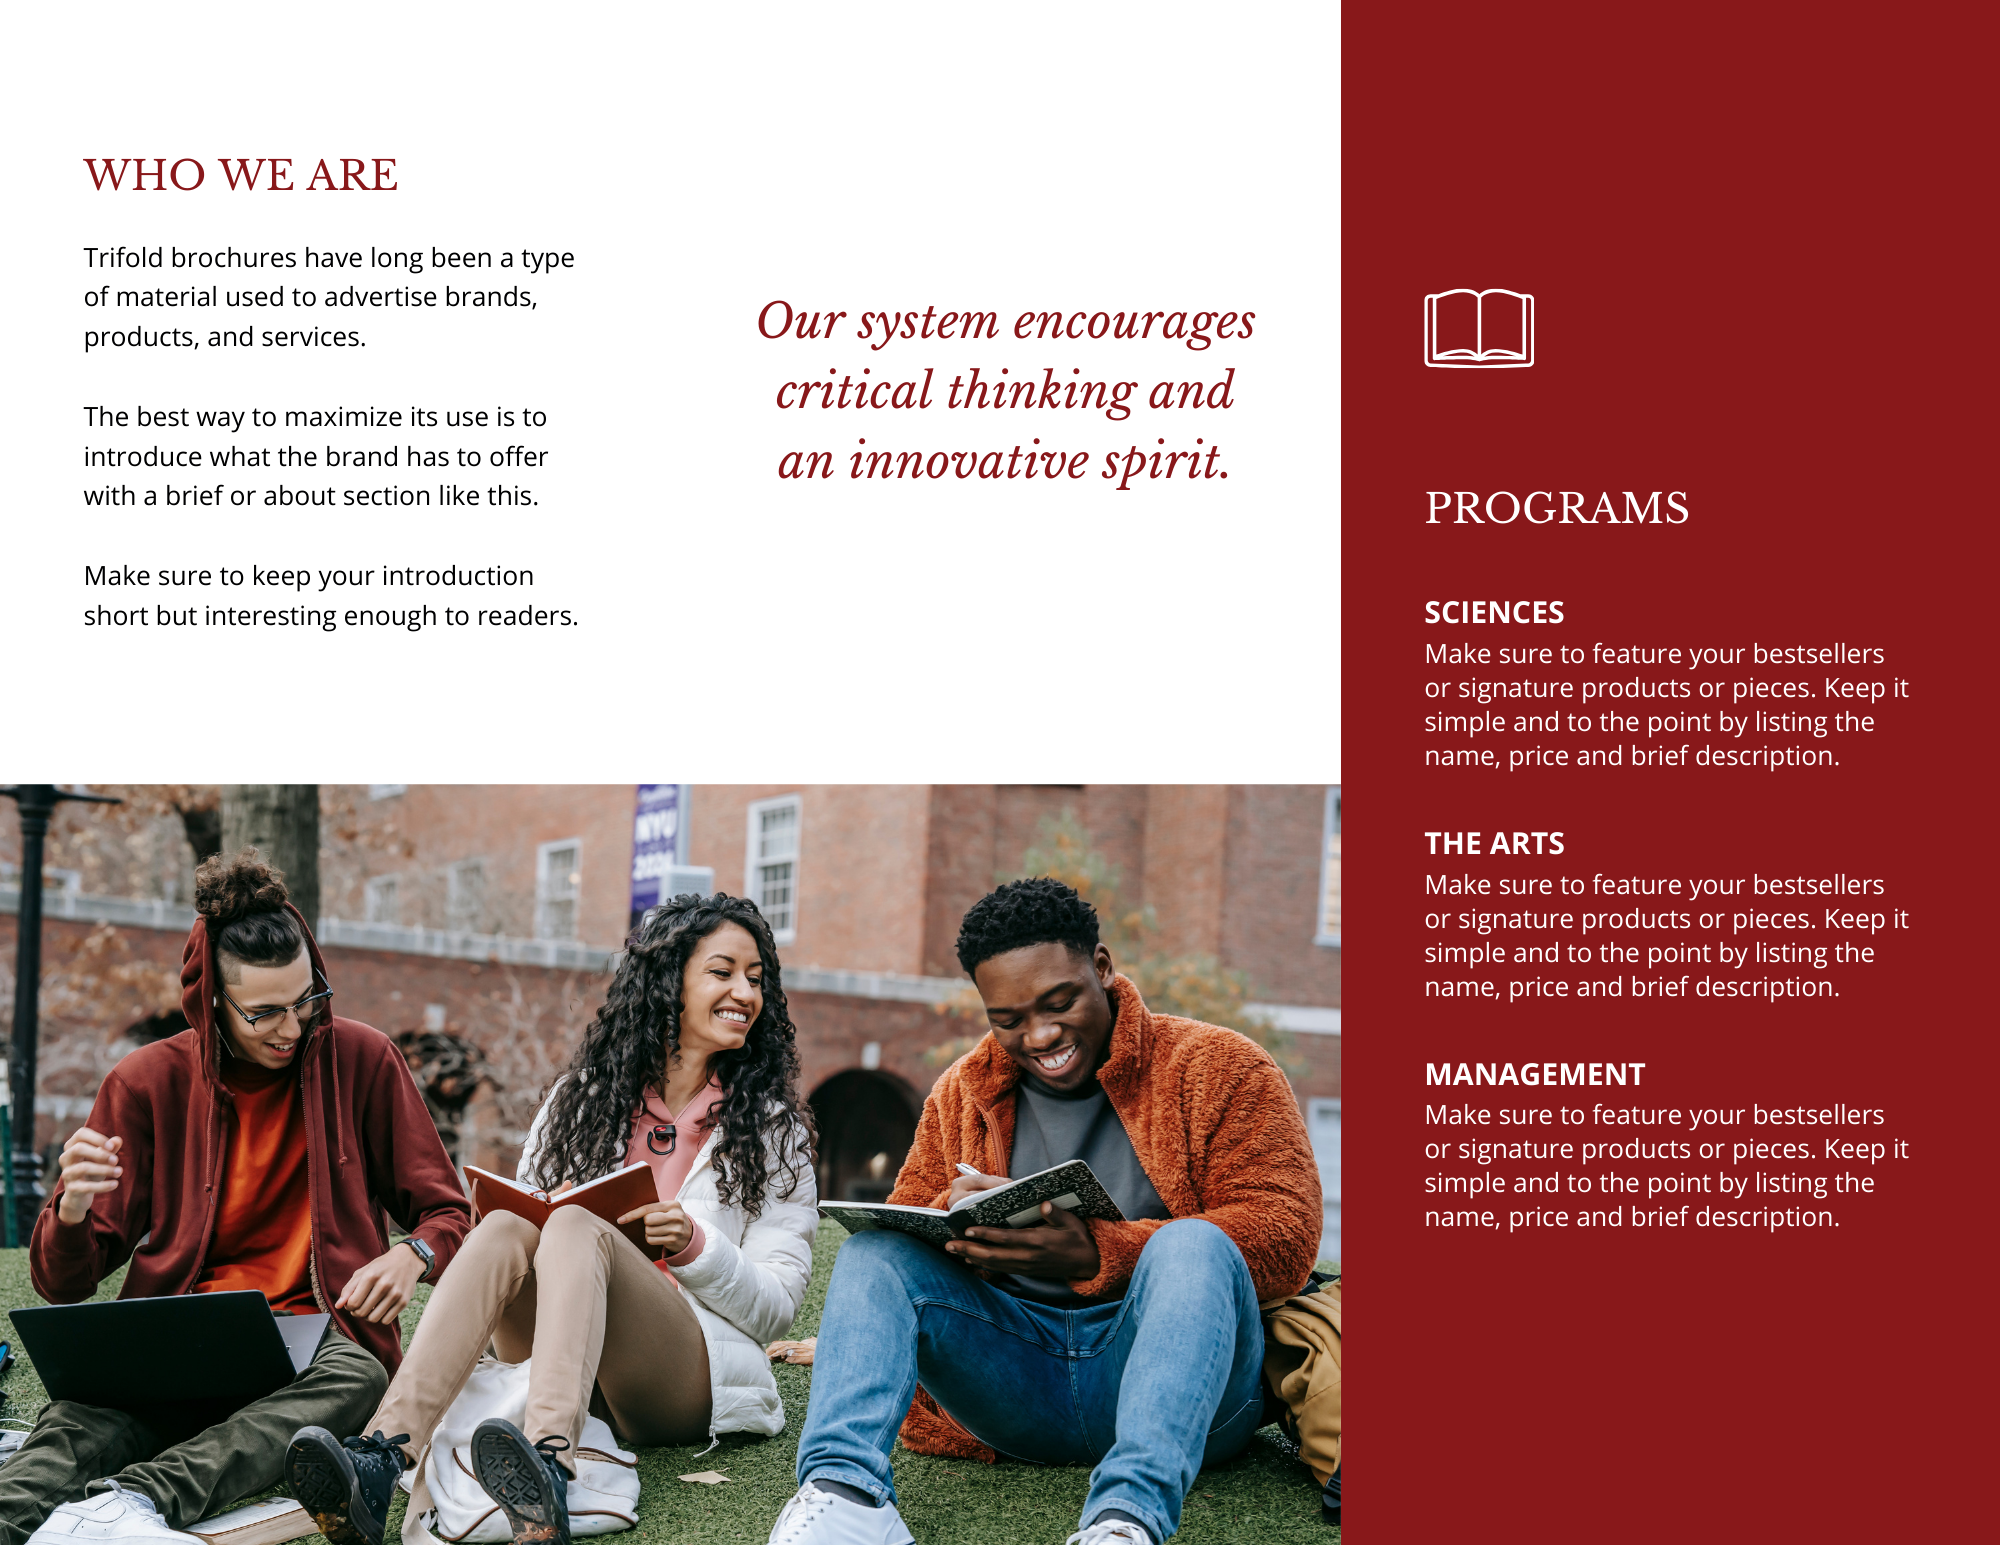 WHO WE ARE
Trifold brochures have long been a type
of material used to advertise brands,
products, and services.
The best way to maximize its use is to
introduce what the brand has to offer
with a brief or about section like this.
Make sure to keep your introduction
short but interesting enough to readers.
Our system encourages
critical thinking and
an innovative spirit.
NYU
PROGRAMS
SCIENCES
Make sure to feature your bestsellers
or signature products or pieces. Keep it
simple and to the point by listing the
name, price and brief description.
THE ARTS
Make sure to feature your bestsellers
or signature products or pieces. Keep it
simple and to the point by listing the
name, price and brief description.
MANAGEMENT
Make sure to feature your bestsellers
or signature products or pieces. Keep it
simple and to the point by listing the
name, price and brief description.